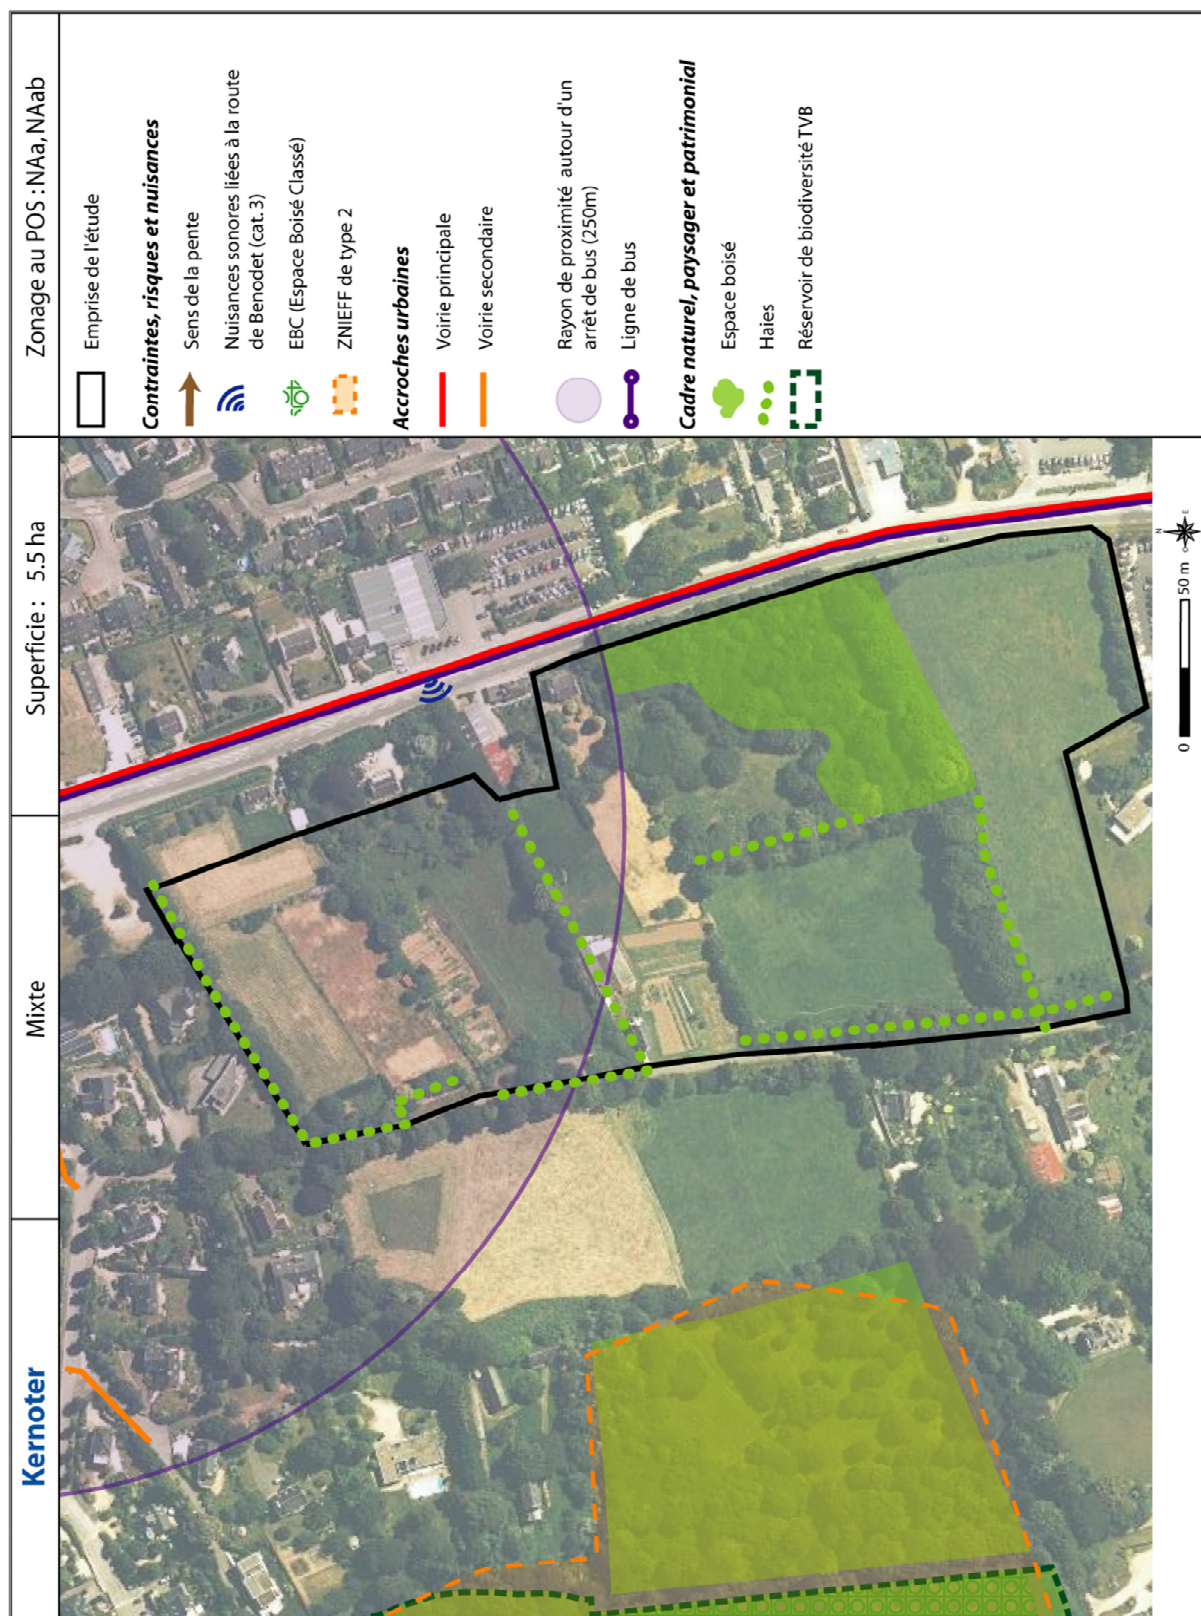 Kernoter
Mixte
Superficie : 5.5 ha
Zonage au POS : NAa, NAab
Emprise de l'étude
Contraintes, risques et nuisances
Sens de la pente
Nuisances sonores liées à la route
de Benodet (cat. 3)
EBC (Espace Boisé Classé)
ZNIEFF de type 2
Accroches urbaines
Voirie principale
Voirie secondaire
Rayon de proximité autour d'un
arrêt de bus (250m)
Ligne de bus
Cadre naturel, paysager et patrimonial
Espace boisé
Haies
Réservoir de biodiversité TVB
0 50 m
N
O E